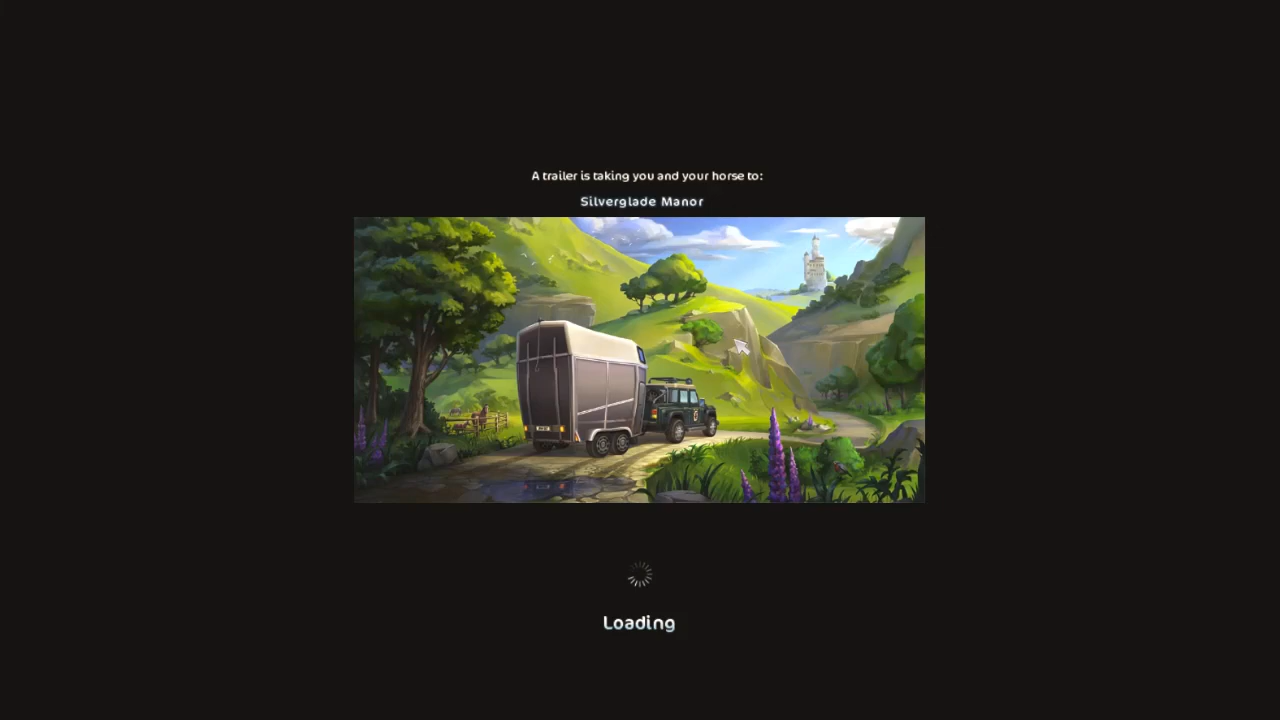 A trailer is taking you and your horse to:
Silverglade Manor
Loading